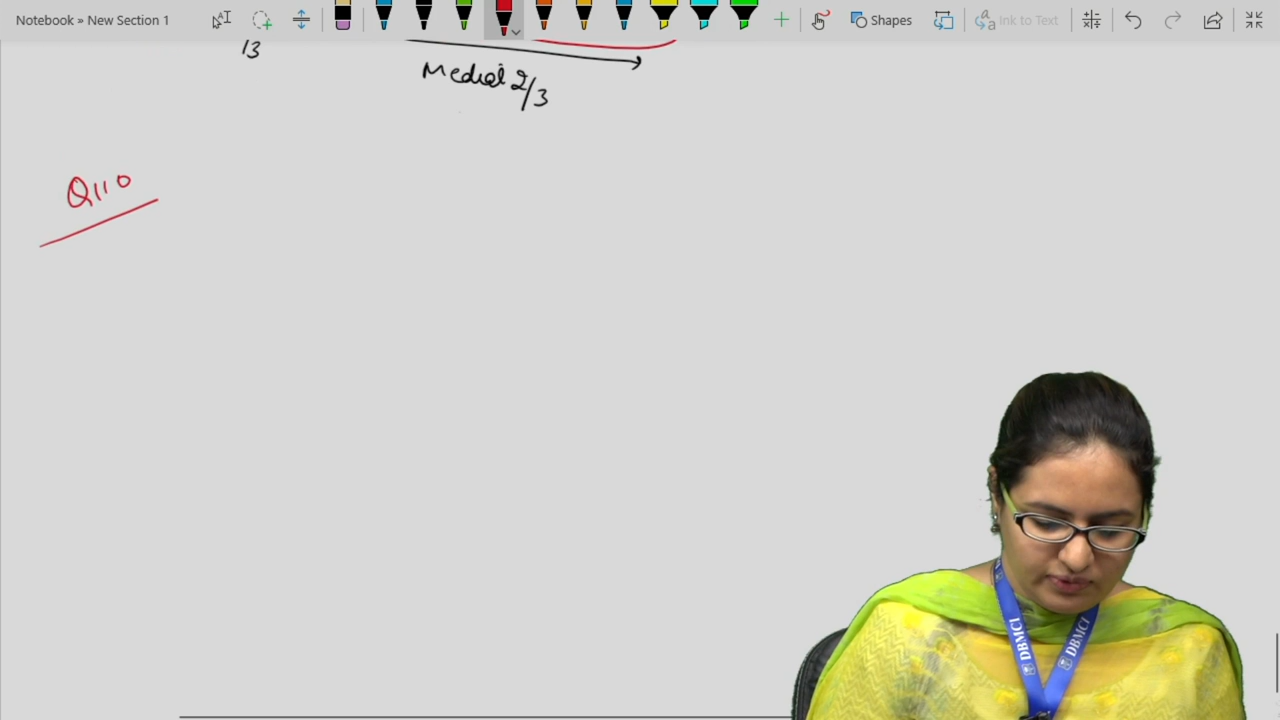 Notebook » New Section 1
Shapes
Ink to Text
13
Medial 2/3
Q110
DBMCI
DBMCI